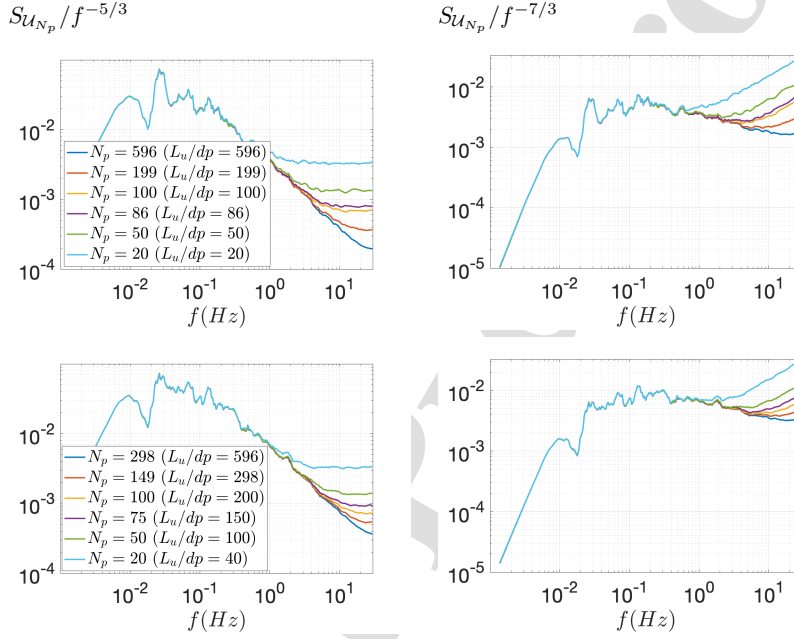 S_{𝒰_{N_p}}/f^{-5/3}
S_{𝒰_{N_p}}/f^{-7/3}
10^{-2}
10^{-3}
10^{-4}
N_p = 596 (L_u/dp = 596)
N_p = 199 (L_u/dp = 199)
N_p = 100 (L_u/dp = 100)
N_p = 86 (L_u/dp = 86)
N_p = 50 (L_u/dp = 50)
N_p = 20 (L_u/dp = 20)
10^{-2} 10^{-1} 10^{0} 10^{1}
f(Hz)
10^{-2}
10^{-3}
10^{-4}
10^{-5}
10^{-2} 10^{-1} 10^{0} 10^{1}
f(Hz)
10^{-2}
10^{-3}
10^{-4}
N_p = 298 (L_u/dp = 596)
N_p = 149 (L_u/dp = 298)
N_p = 100 (L_u/dp = 200)
N_p = 75 (L_u/dp = 150)
N_p = 50 (L_u/dp = 100)
N_p = 20 (L_u/dp = 40)
10^{-2} 10^{-1} 10^{0} 10^{1}
f(Hz)
10^{-2}
10^{-3}
10^{-4}
10^{-5}
10^{-2} 10^{-1} 10^{0} 10^{1}
f(Hz)